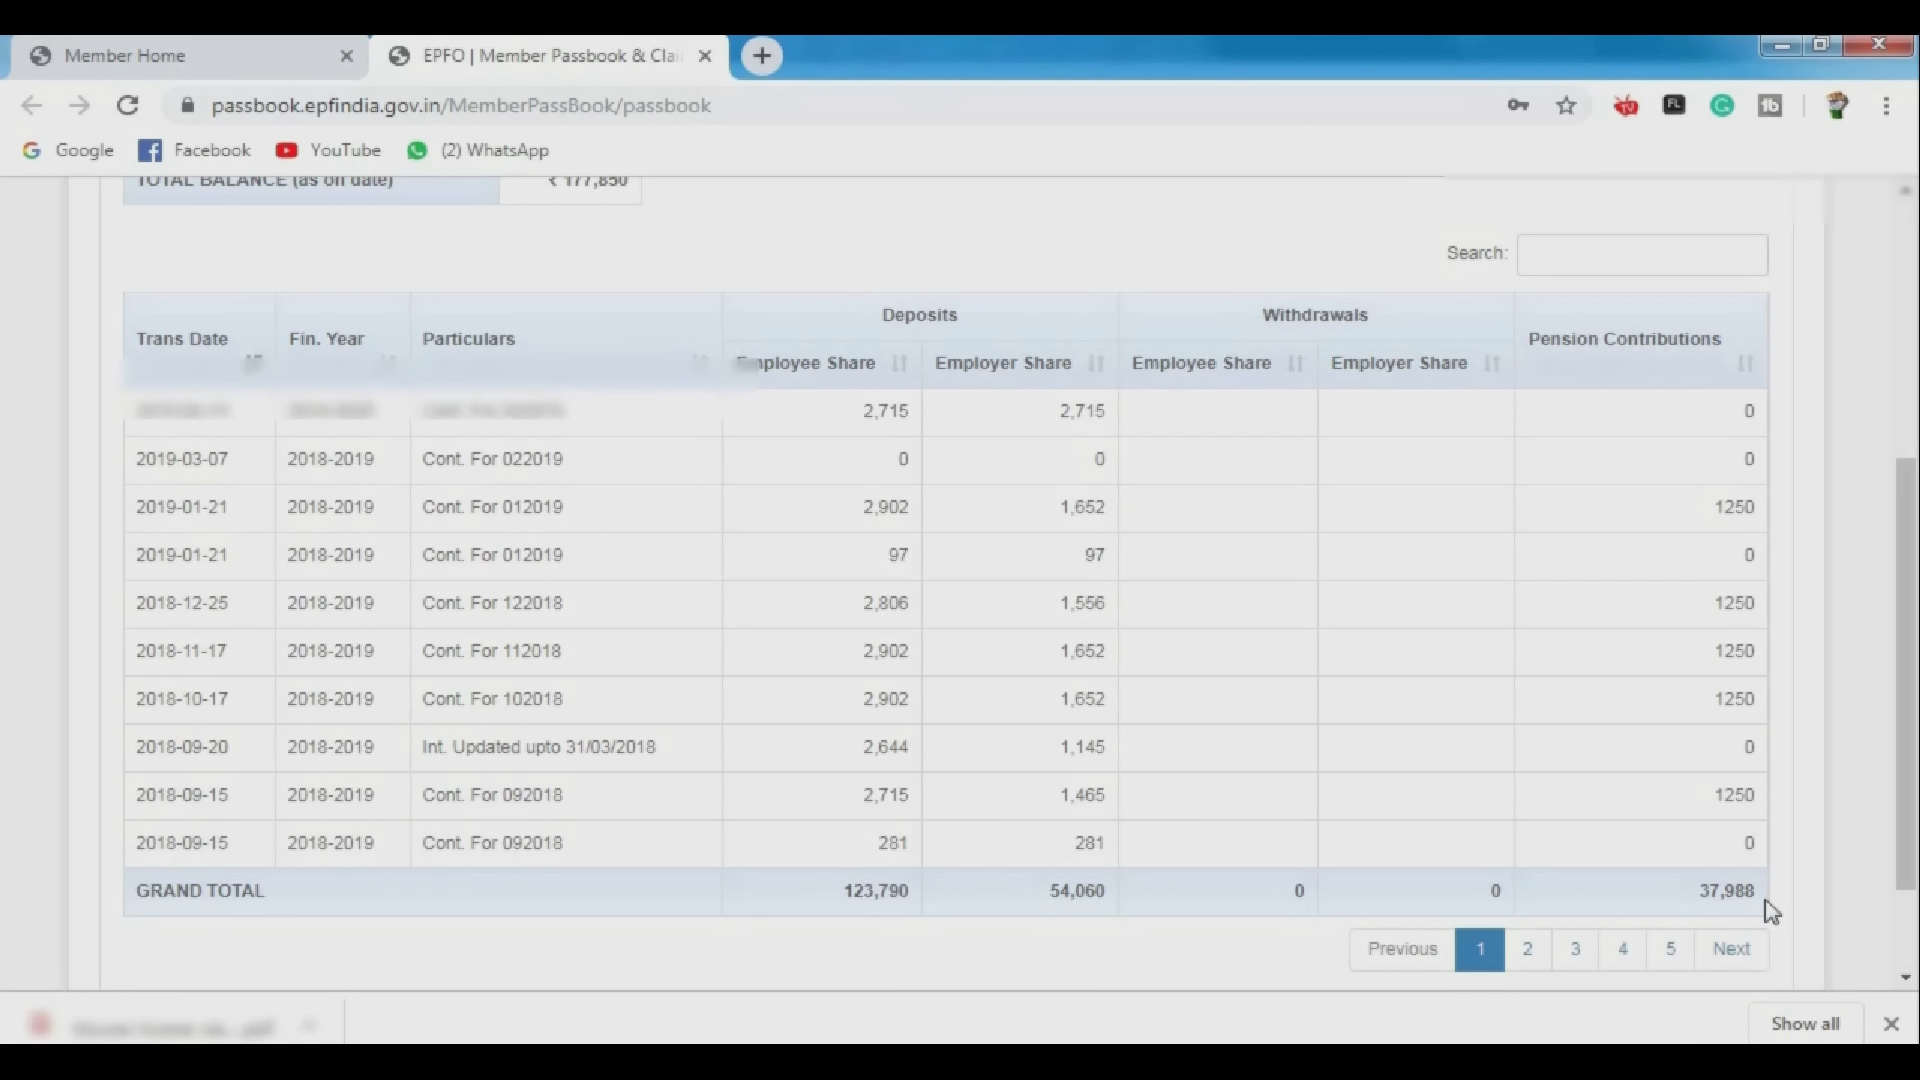 Member Home
EPFO | Member Passbook & Clai
passbook.epfindia.gov.in/MemberPassBook/passbook
Google Facebook YouTube (2) WhatsApp
TOTAL BALANCE (as on date) ₹ 177,850
Search:
Deposits Withdrawals
Trans Date Fin. Year Particulars Pension Contributions
Employee Share Employer Share Employee Share Employer Share
2,715 2,715 0
2019-03-07 2018-2019 Cont. For 022019 0 0 0
2019-01-21 2018-2019 Cont. For 012019 2,902 1,652 1250
2019-01-21 2018-2019 Cont. For 012019 97 97 0
2018-12-25 2018-2019 Cont. For 122018 2,806 1,556 1250
2018-11-17 2018-2019 Cont. For 112018 2,902 1,652 1250
2018-10-17 2018-2019 Cont. For 102018 2,902 1,652 1250
2018-09-20 2018-2019 Int. Updated upto 31/03/2018 2,644 1,145 0
2018-09-15 2018-2019 Cont. For 092018 2,715 1,465 1250
2018-09-15 2018-2019 Cont. For 092018 281 281 0
GRAND TOTAL 123,790 54,060 0 0 37,988
Previous 1 2 3 4 5 Next
Show all